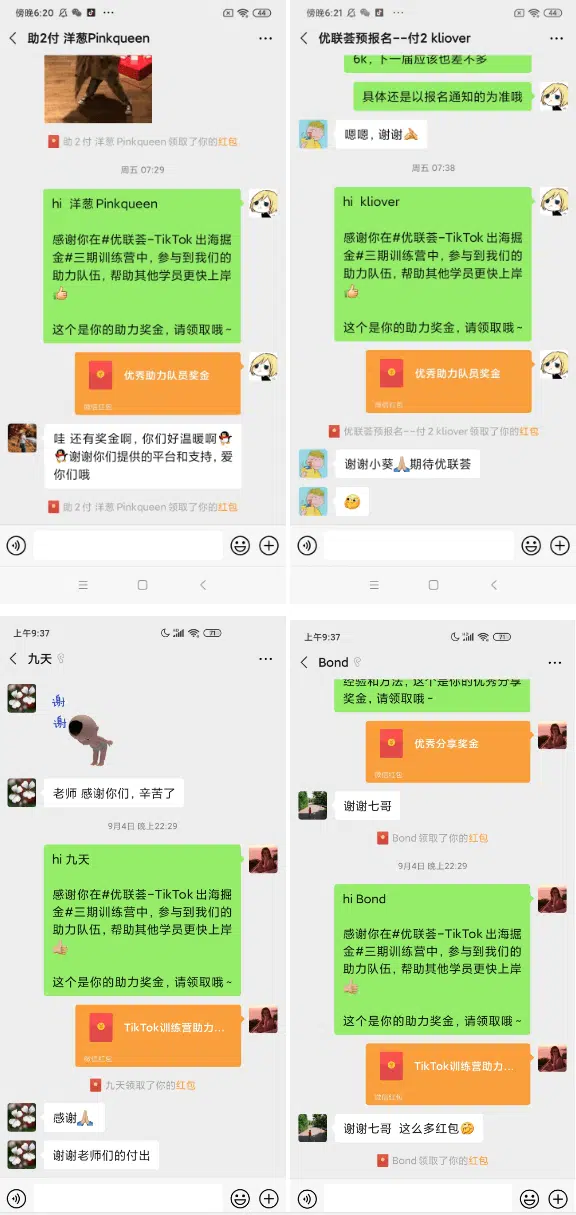 傍晚6:20
44
助2付 洋葱Pinkqueen
助 2 付 洋葱 Pinkqueen 领取了你的红包
周五 07:29
hi 洋葱 Pinkqueen
感谢你在#优联荟-TikTok 出海掘
金#三期训练营中，参与到我们的
助力队伍，帮助其他学员更快上岸
👍
这个是你的助力奖金，请领取哦~
优秀助力队员奖金
微信红包
哇 还有奖金啊，你们好温暖啊
谢谢你们提供的平台和支持，爱
你们哦
助 2 付 洋葱 Pinkqueen 领取了你的红包
傍晚6:21
44
优联荟预报名--付2 kliover
6k，下一届应该也差不多
具体还是以报名通知的为准哦
嗯嗯，谢谢
周五 07:38
hi kliover
感谢你在#优联荟-TikTok 出海掘
金#三期训练营中，参与到我们的
助力队伍，帮助其他学员更快上岸
👍
这个是你的助力奖金，请领取哦~
优秀助力队员奖金
微信红包
优联荟预报名--付 2 kliover 领取了你的红包
谢谢小葵🙏期待优联荟
上午9:37
71
九天
谢
谢
老师 感谢你们，辛苦了
9月4日 晚上22:29
hi 九天
感谢你在#优联荟-TikTok 出海掘
金#三期训练营中，参与到我们的
助力队伍，帮助其他学员更快上岸
👍
这个是你的助力奖金，请领取哦~
TikTok训练营助力...
微信红包
九天领取了你的红包
感谢🙏
谢谢老师们的付出
上午9:37
71
Bond
经验和方法，这个是你的优秀分享
奖金，请领取哦~
优秀分享奖金
微信红包
谢谢七哥
Bond 领取了你的红包
9月4日 晚上22:29
hi Bond
感谢你在#优联荟-TikTok 出海掘
金#三期训练营中，参与到我们的
助力队伍，帮助其他学员更快上岸
👍
这个是你的助力奖金，请领取哦~
TikTok训练营助力...
微信红包
谢谢七哥 这么多红包
Bond 领取了你的红包